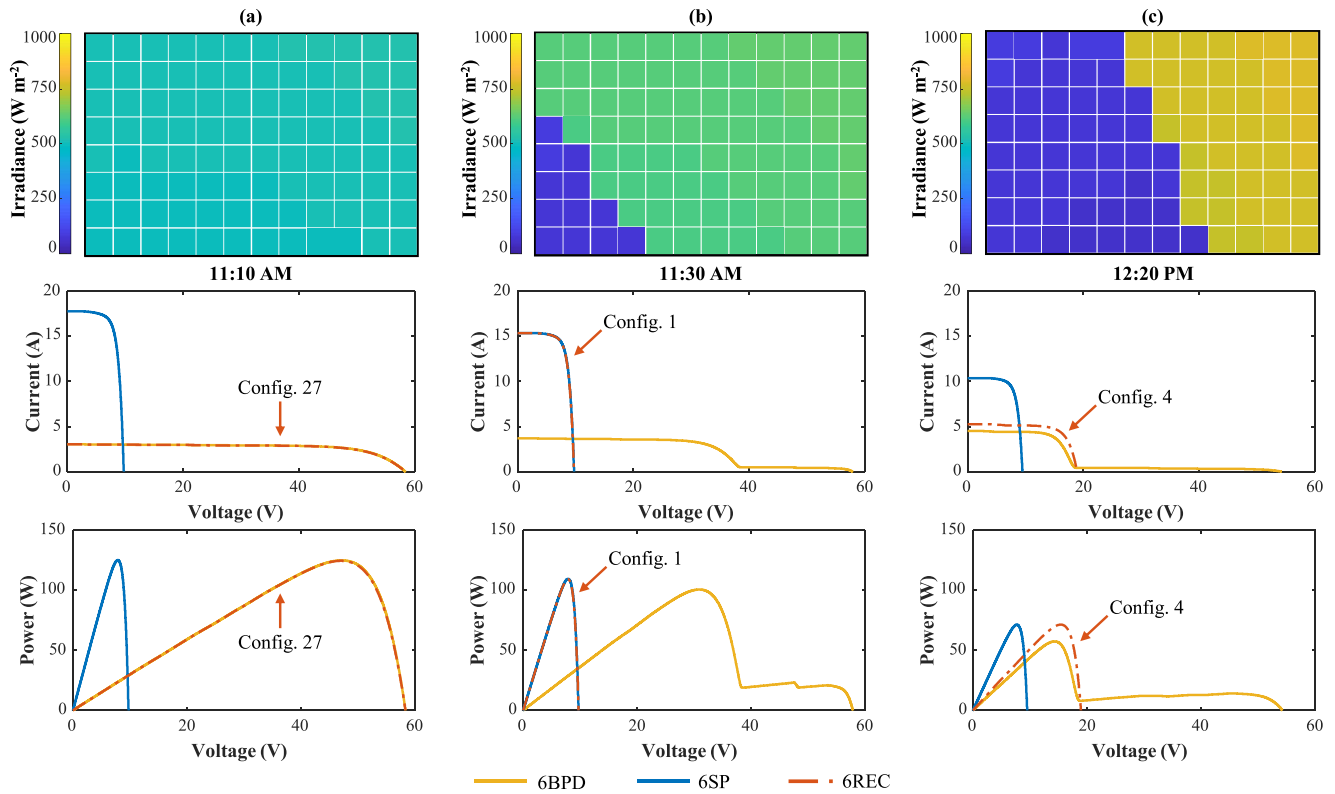 (a)
(b)
(c)
Irradiance (W m-2)
1000
750
500
250
0
Irradiance (W m-2)
1000
750
500
250
0
Irradiance (W m-2)
1000
750
500
250
0
11:10 AM
11:30 AM
12:20 PM
Current (A)
20
15
10
5
0
Config. 27
0 20 40 60
Voltage (V)
Current (A)
20
15
10
5
0
Config. 1
0 20 40 60
Voltage (V)
Current (A)
20
15
10
5
0
Config. 4
0 20 40 60
Voltage (V)
Power (W)
150
100
50
0
Config. 27
0 20 40 60
Voltage (V)
Power (W)
150
100
50
0
Config. 1
0 20 40 60
Voltage (V)
Power (W)
150
100
50
0
Config. 4
0 20 40 60
Voltage (V)
6BPD 6SP 6REC